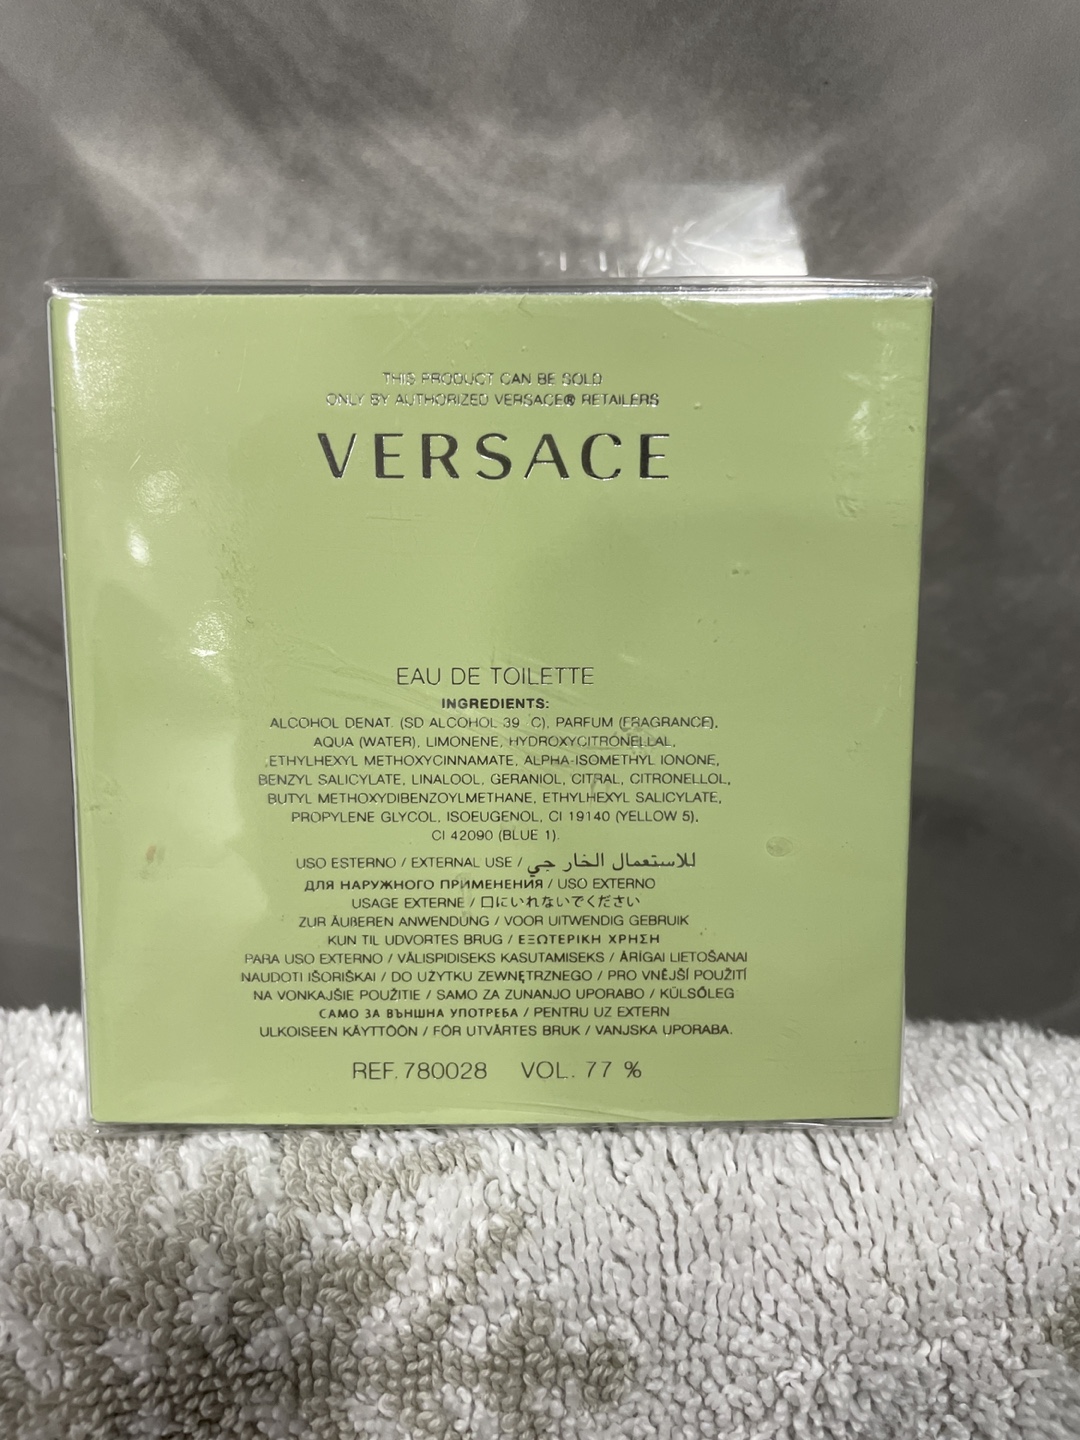 THIS PRODUCT CAN BE SOLD
ONLY BY AUTHORIZED VERSACE® RETAILERS
VERSACE
EAU DE TOILETTE
INGREDIENTS:
ALCOHOL DENAT. (SD ALCOHOL 39 C), PARFUM (FRAGRANCE),
AQUA (WATER), LIMONENE, HYDROXYCITRONELLAL,
ETHYLHEXYL METHOXYCINNAMATE, ALPHA-ISOMETHYL IONONE,
BENZYL SALICYLATE, LINALOOL, GERANIOL, CITRAL, CITRONELLOL,
BUTYL METHOXYDIBENZOYLMETHANE, ETHYLHEXYL SALICYLATE,
PROPYLENE GLYCOL, ISOEUGENOL, CI 19140 (YELLOW 5),
CI 42090 (BLUE 1).
USO ESTERNO / EXTERNAL USE / للاستعمال الخارجي
ДЛЯ НАРУЖНОГО ПРИМЕНЕНИЯ / USO EXTERNO
USAGE EXTERNE / 口にいれないでください
ZUR ÄUßEREN ANWENDUNG / VOOR UITWENDIG GEBRUIK
KUN TIL UDVORTES BRUG / ΕΞΩΤΕΡΙΚΗ ΧΡΗΣΗ
PARA USO EXTERNO / VÄLISPIDISEKS KASUTAMISEKS / ĀRĪGAI LIETOŠANAI
NAUDOTI IŠORIŠKAI / DO UŻYTKU ZEWNĘTRZNEGO / PRO VNĚJŠÍ POUŽITÍ
NA VONKAJŠIE POUŽITIE / SAMO ZA ZUNANJO UPORABO / KÜLSŐLEG
САМО ЗА ВЪНШНА УПОТРЕБА / PENTRU UZ EXTERN
ULKOISEEN KÄYTTÖÖN / FÖR UTVÄRTES BRUK / VANJSKA UPORABA.
REF. 780028 VOL. 77 %